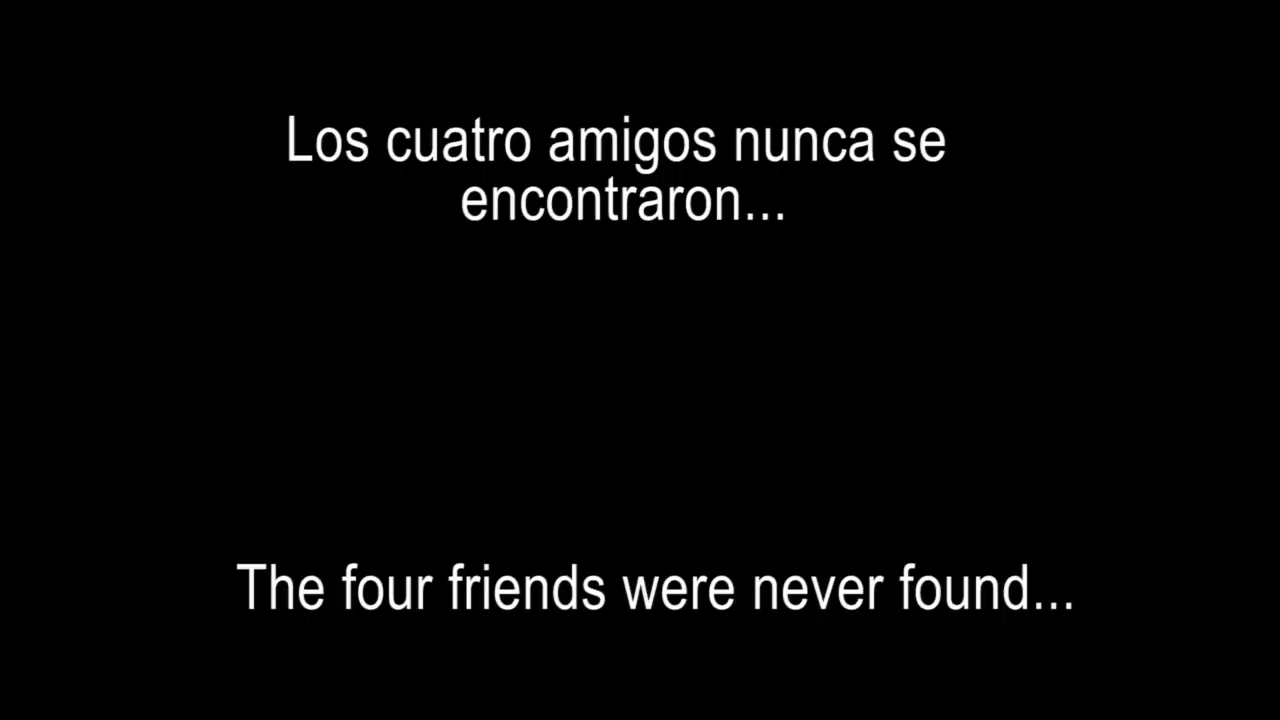 Los cuatro amigos nunca se
encontraron...
The four friends were never found...